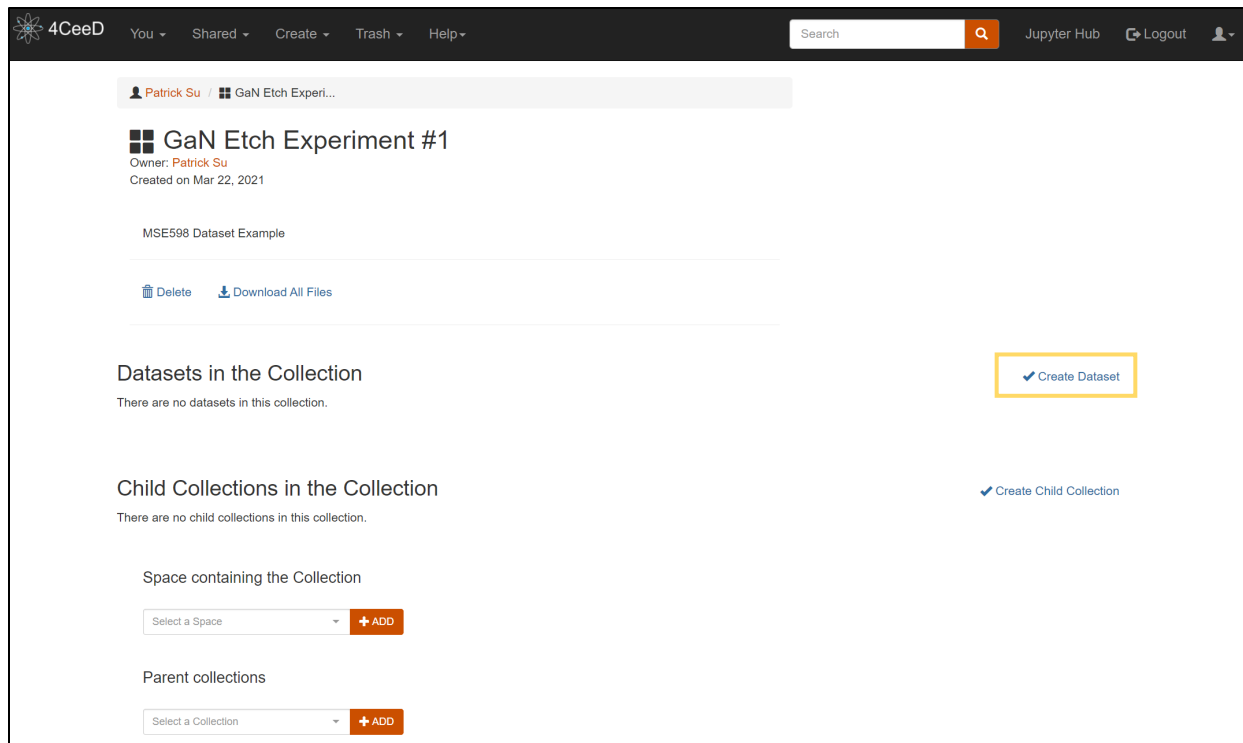 4CeeD You Shared Create Trash Help Search Jupyter Hub Logout
Patrick Su / GaN Etch Experi...
GaN Etch Experiment #1
Owner: Patrick Su
Created on Mar 22, 2021
MSE598 Dataset Example
Delete Download All Files
Datasets in the Collection Create Dataset
There are no datasets in this collection.
Child Collections in the Collection Create Child Collection
There are no child collections in this collection.
Space containing the Collection
Select a Space + ADD
Parent collections
Select a Collection + ADD